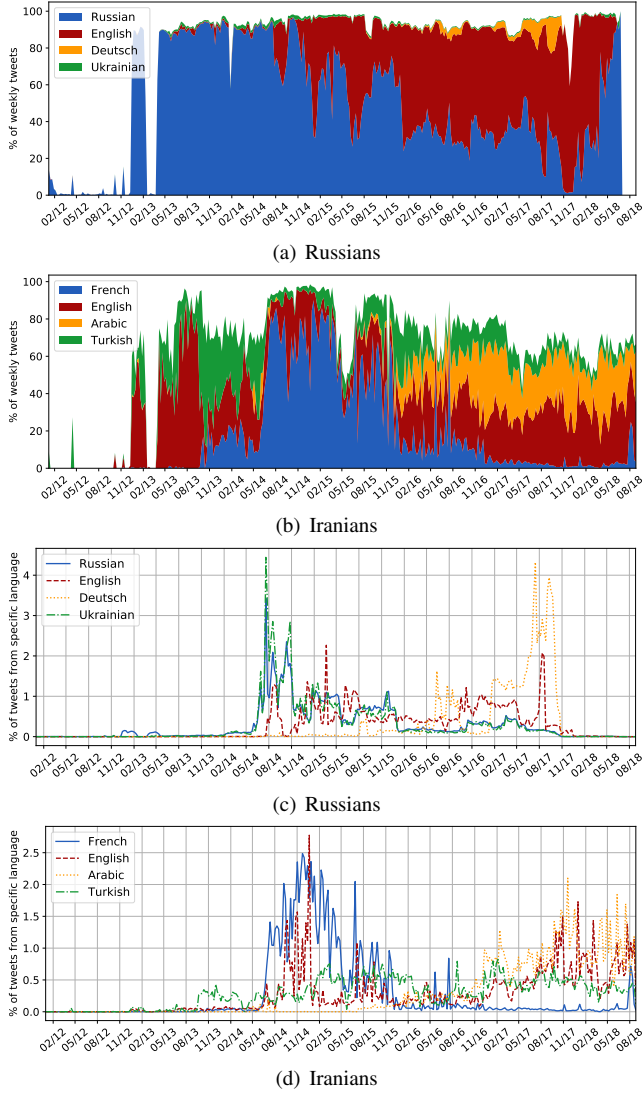 100
80
60
40
20
0
% of weekly tweets
Russian
English
Deutsch
Ukrainian
02/12 05/12 08/12 11/12 02/13 05/13 08/13 11/13 02/14 05/14 08/14 11/14 02/15 05/15 08/15 11/15 02/16 05/16 08/16 11/16 02/17 05/17 08/17 11/17 02/18 05/18 08/18
(a) Russians
100
80
60
40
20
0
% of weekly tweets
French
English
Arabic
Turkish
02/12 05/12 08/12 11/12 02/13 05/13 08/13 11/13 02/14 05/14 08/14 11/14 02/15 05/15 08/15 11/15 02/16 05/16 08/16 11/16 02/17 05/17 08/17 11/17 02/18 05/18 08/18
(b) Iranians
4
3
2
1
0
% of tweets from specific language
Russian
English
Deutsch
Ukrainian
02/12 05/12 08/12 11/12 02/13 05/13 08/13 11/13 02/14 05/14 08/14 11/14 02/15 05/15 08/15 11/15 02/16 05/16 08/16 11/16 02/17 05/17 08/17 11/17 02/18 05/18 08/18
(c) Russians
2.5
2.0
1.5
1.0
0.5
0.0
% of tweets from specific language
French
English
Arabic
Turkish
02/12 05/12 08/12 11/12 02/13 05/13 08/13 11/13 02/14 05/14 08/14 11/14 02/15 05/15 08/15 11/15 02/16 05/16 08/16 11/16 02/17 05/17 08/17 11/17 02/18 05/18 08/18
(d) Iranians